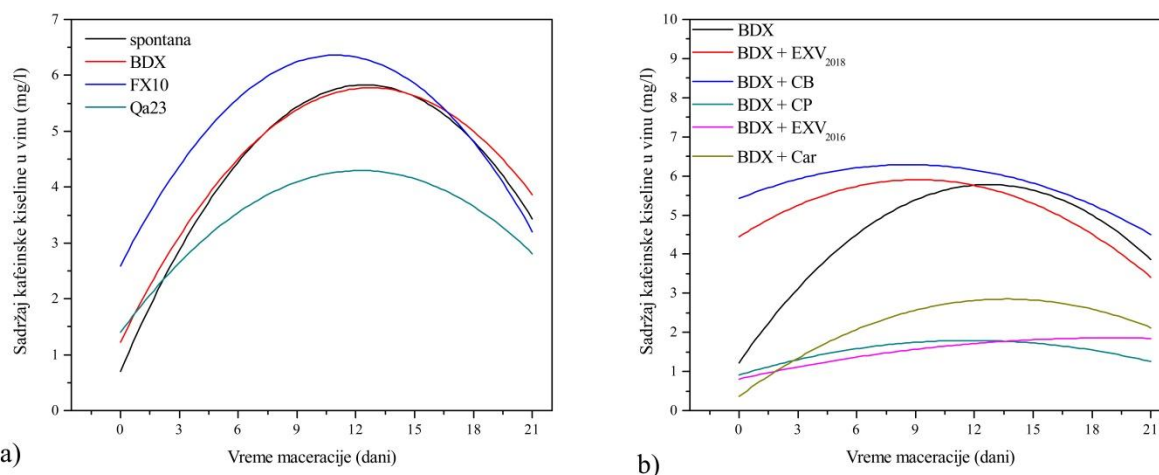 7
6
5
4
3
2
1
0
Sadržaj kafeinske kiseline u vinu (mg/l)
spontana
BDX
FX10
Qa23
0 3 6 9 12 15 18 21
Vreme maceracije (dani)
a)
10
9
8
7
6
5
4
3
2
1
0
Sadržaj kafeinske kiseline u vinu (mg/l)
BDX
BDX + EXV2018
BDX + CB
BDX + CP
BDX + EXV2016
BDX + Car
0 3 6 9 12 15 18 21
Vreme maceracije (dani)
b)